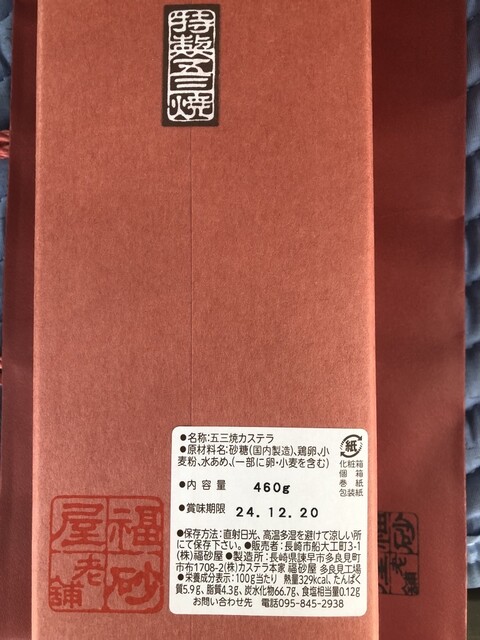 特製五三焼
●名称:五三焼カステラ
●原材料名:砂糖(国内製造)、鶏卵、小
麦粉、水あめ、(一部に卵・小麦を含む)
●内容量 460g
●賞味期限 24.12.20
紙
化粧箱
個箱
巻紙
包装紙
●保存方法:直射日光、高温多湿を避けて涼しい所
にて保存下さい。●販売者:長崎市船大工町3-1
(株)福砂屋 ●製造所:長崎県諫早市多良見町
市布1708-2(株)カステラ本家 福砂屋 多良見工場
●栄養成分表示:100g当たり 熱量329kcal、たんぱく
質5.9g、脂質4.3g、炭水化物66.7g、食塩相当量0.12g
お問い合わせ先 電話095-845-2938
福砂屋老舗
砂